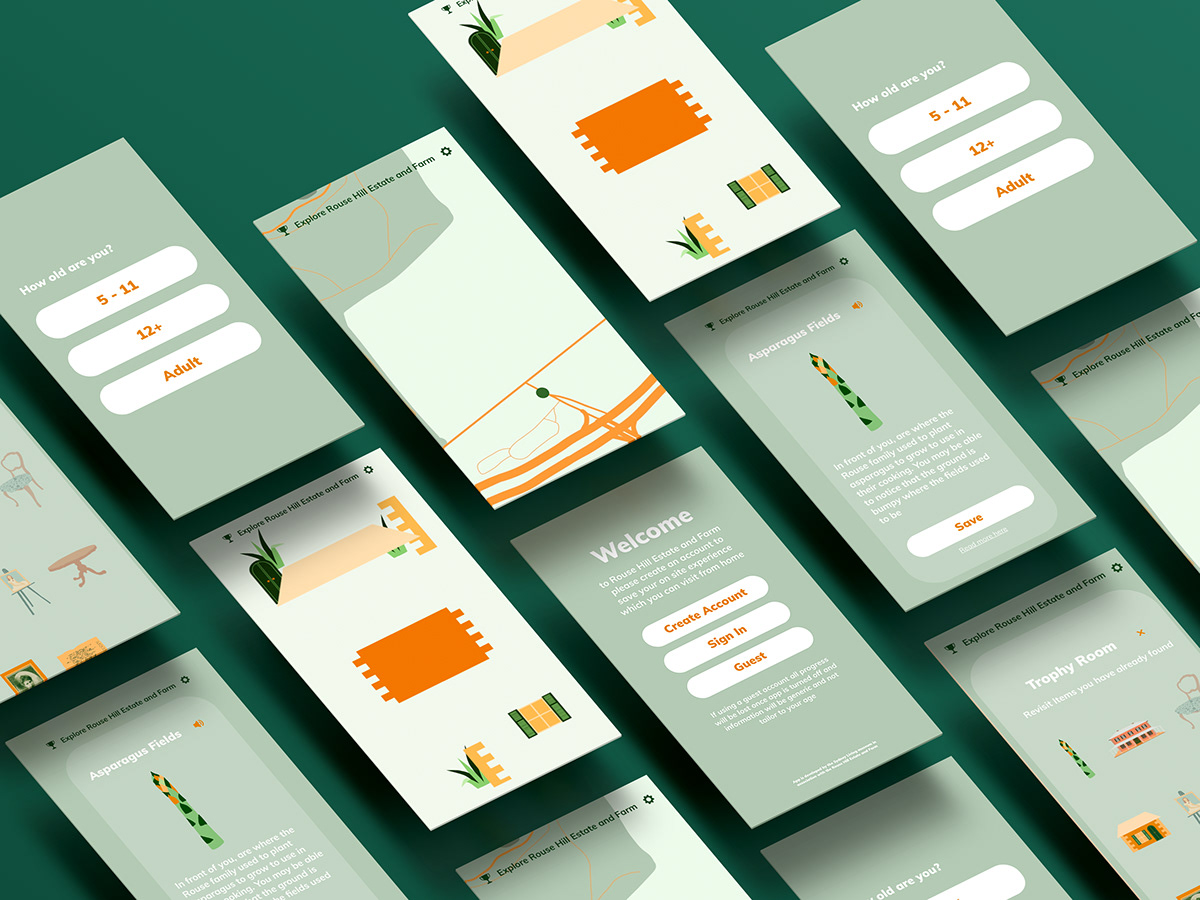 How old are you?
5 - 11
12+
Adult
Explore Rouse Hill Estate and Farm
How old are you?
5 - 11
12+
Adult
Explore Rouse Hill Estate and Farm
Asparagus Fields
In front of you, are where the
Rouse family used to plant
asparagus to grow to use in
their cooking. You may be able
to notice that the ground is
bumpy where the fields used
to be
Save
Read more here
Explore Rouse Hill Estate and Farm
Explore Rouse Hill Estate and Farm
Welcome
to Rouse Hill Estate and Farm
please create an account to
save your on site experience
which you can visit from home
Create Account
Sign In
Guest
If using a guest account all progress
will be lost once app is turned off and
information will be generic and not
tailor to your age
Explore Rouse Hill Estate and Farm
Trophy Room
Revisit items you have already found
Explore Rouse Hill Estate and Farm
Asparagus Fields
In front of you, are where the
Rouse family used to plant
asparagus to grow to use in
cooking. You may be able
that the ground is
fields used
Explore Rouse Hill Estate and Farm
old are you?